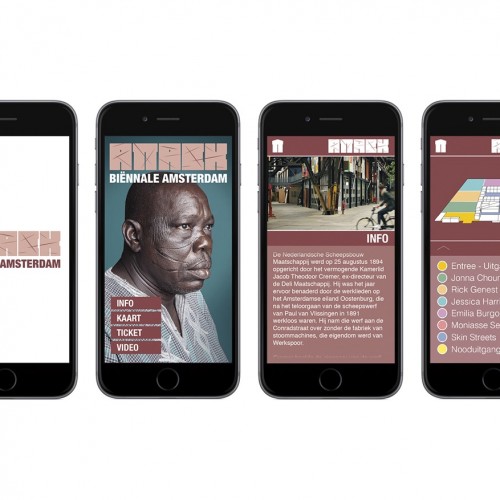 AMSTERDAM
BIËNNALE AMSTERDAM
INFO
KAART
TICKET
VIDEO
INFO
De Nederlandsche Scheepsbouw
Maatschappij werd op 25 augustus 1894
opgericht door het vermogende Kamerlid
Jacob Theodoor Cremer, ex-directeur van
de Deli Maatschappij. Hij was het jaar
ervoor benaderd door de werklieden op
het Amsterdamse eiland Oostenburg, die
na het teloorgaan van de scheepswerf
van Paul van Vlissingen in 1891
werkloos waren. Hij nam die werf aan de
Conradstraat over zonder de fabriek van
stoommachines, die eigendom werd van
Werkspoor.
Entree - Uitg
Jonna Chour
Rick Genest
Jessica Har
Emilia Burgo
Moniasse Se
Skin Streets
Nooduitgang